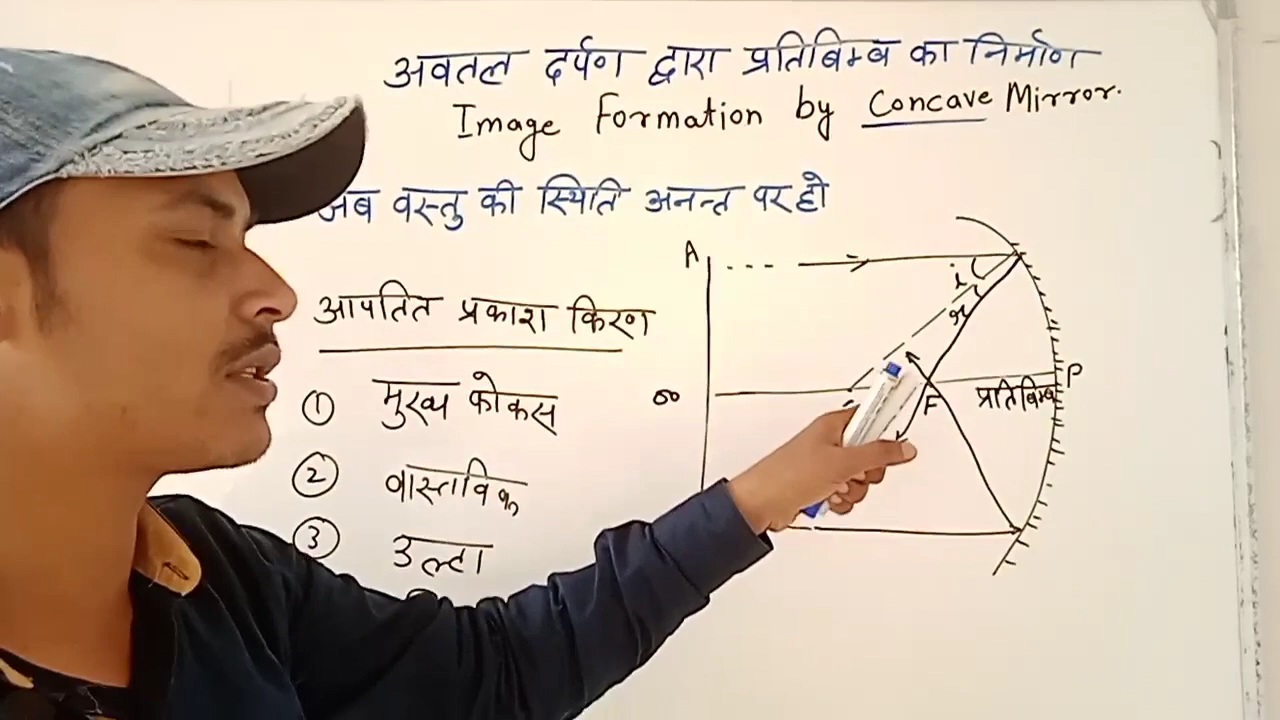 अवतल दर्पण द्वारा प्रतिबिम्ब का निर्माण
Image Formation by Concave Mirror.
जब वस्तु की स्थिति अनन्त पर हो
A
i
r
आपतित प्रकाश किरण
① मुख्य फोकस
∞
F
प्रतिबिम्ब
P
② वास्तविक
③ उल्टा